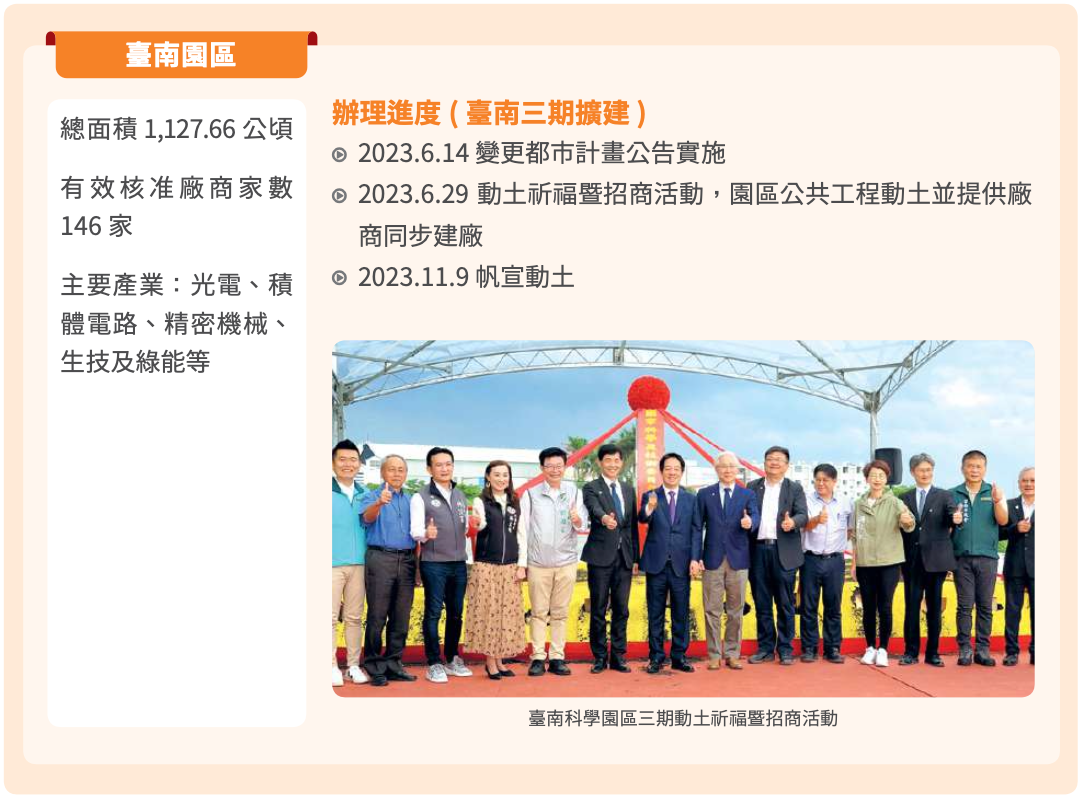 臺南園區
總面積 1,127.66 公頃
有效核准廠商家數
146 家
主要產業：光電、積
體電路、精密機械、
生技及綠能等
辦理進度 ( 臺南三期擴建 )
2023.6.14 變更都市計畫公告實施
2023.6.29 動土祈福暨招商活動，園區公共工程動土並提供廠
商同步建廠
2023.11.9 帆宣動土
臺南科學園區三期動土祈福暨招商活動